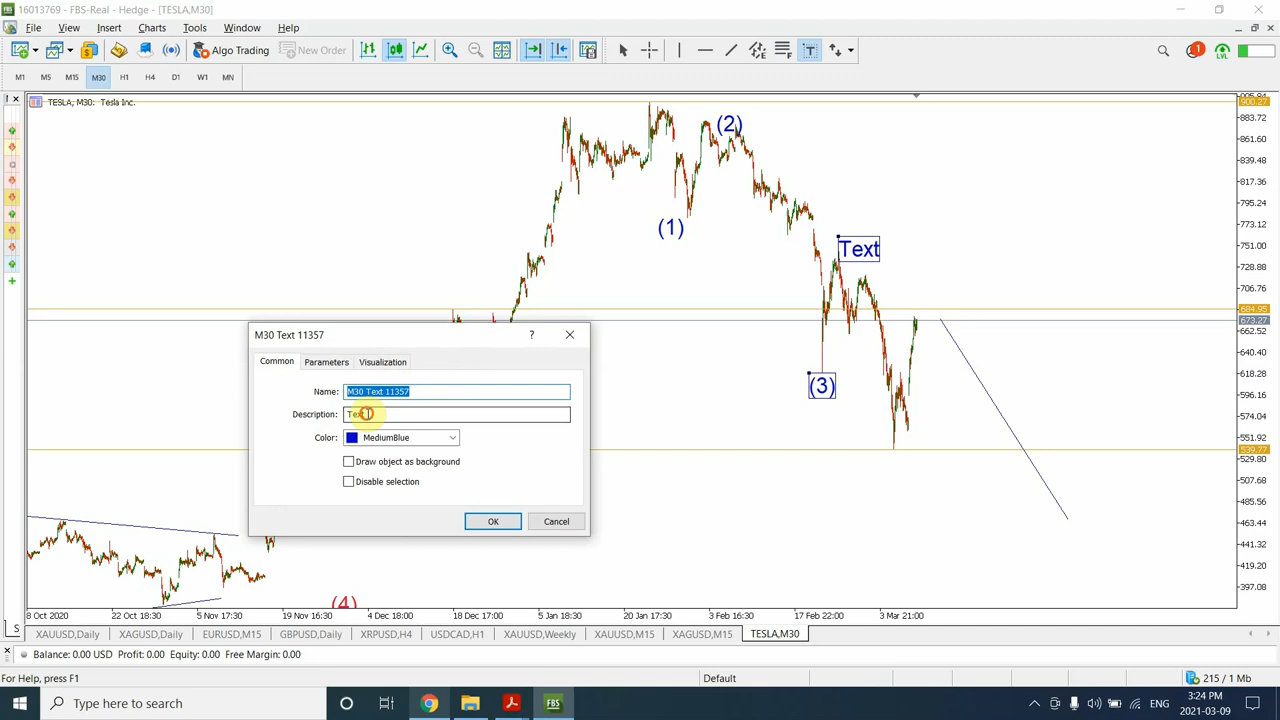 16013769 - FBS-Real - Hedge - [TESLA,M30]
File View Insert Charts Tools Window Help
Algo Trading New Order 1 LVL
M1 M5 M15 M30 H1 H4 D1 W1 MN
TESLA, M30: Tesla Inc.
900.27
883.72
(2)
861.60
839.48
817.36
795.24
(1)
773.12
Text
751.00
728.88
706.76
684.95
673.27
662.52
640.40
(3)
618.28
596.16
574.04
551.92
539.77
529.80
507.68
485.56
463.44
441.32
419.20
397.08
M30 Text 11357
?
Common Parameters Visualization
Name: M30 Text 11357
Description: Text
Color: MediumBlue
Draw object as background
Disable selection
OK Cancel
(4)
8 Oct 2020 22 Oct 18:30 5 Nov 17:30 19 Nov 16:30 4 Dec 18:00 18 Dec 17:00 5 Jan 18:30 20 Jan 17:30 3 Feb 16:30 17 Feb 22:00 3 Mar 21:00
S XAUUSD,Daily XAGUSD,Daily EURUSD,M15 GBPUSD,Daily XRPUSD,H4 USDCAD,H1 XAUUSD,Weekly XAUUSD,M15 XAGUSD,M15 TESLA,M30
Balance: 0.00 USD Profit: 0.00 Equity: 0.00 Free Margin: 0.00
For Help, press F1 Default 215 / 1 Mb
Type here to search FBS ENG 3:24 PM
2021-03-09